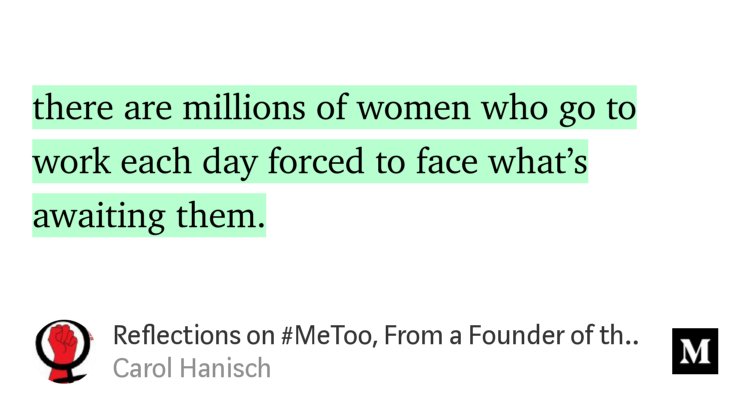 there are millions of women who go to
work each day forced to face what’s
awaiting them.
Reflections on #MeToo, From a Founder of th..
Carol Hanisch
M